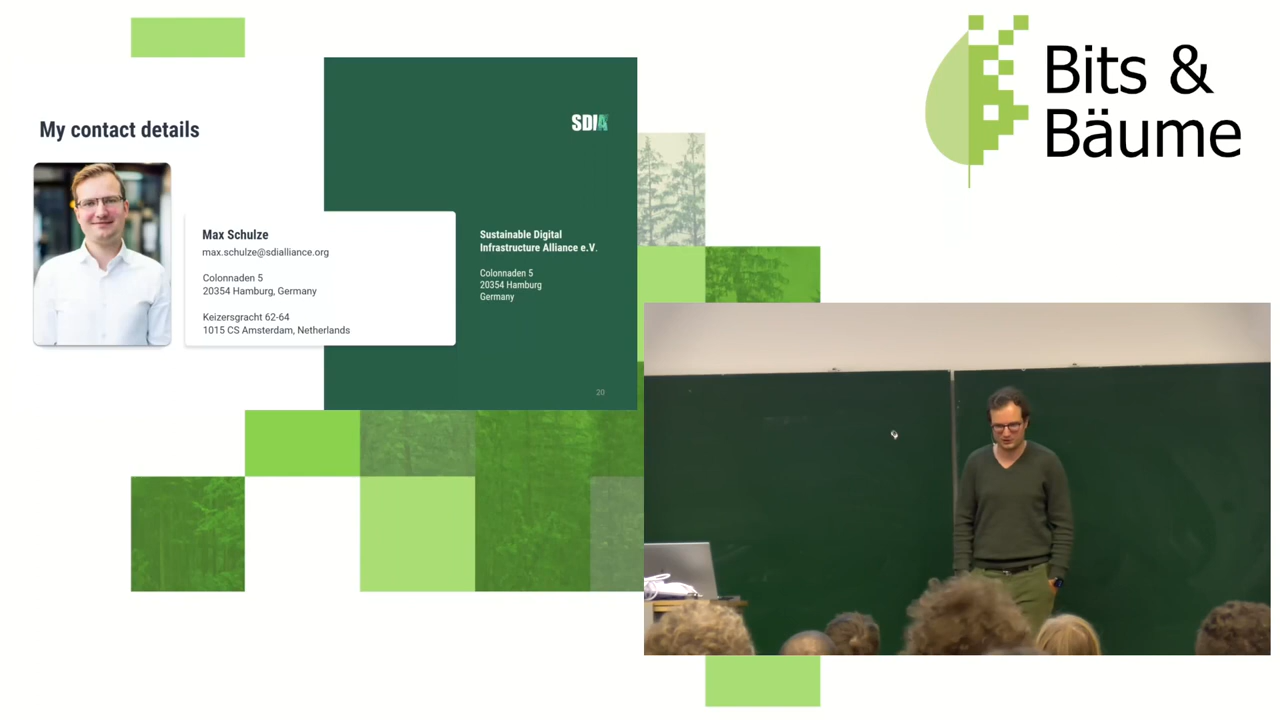 My contact details
SDIA
Max Schulze
max.schulze@sdialliance.org
Colonnaden 5
20354 Hamburg, Germany
Keizersgracht 62-64
1015 CS Amsterdam, Netherlands
Sustainable Digital
Infrastructure Alliance e.V.
Colonnaden 5
20354 Hamburg
Germany
20
Bits &
Bäume